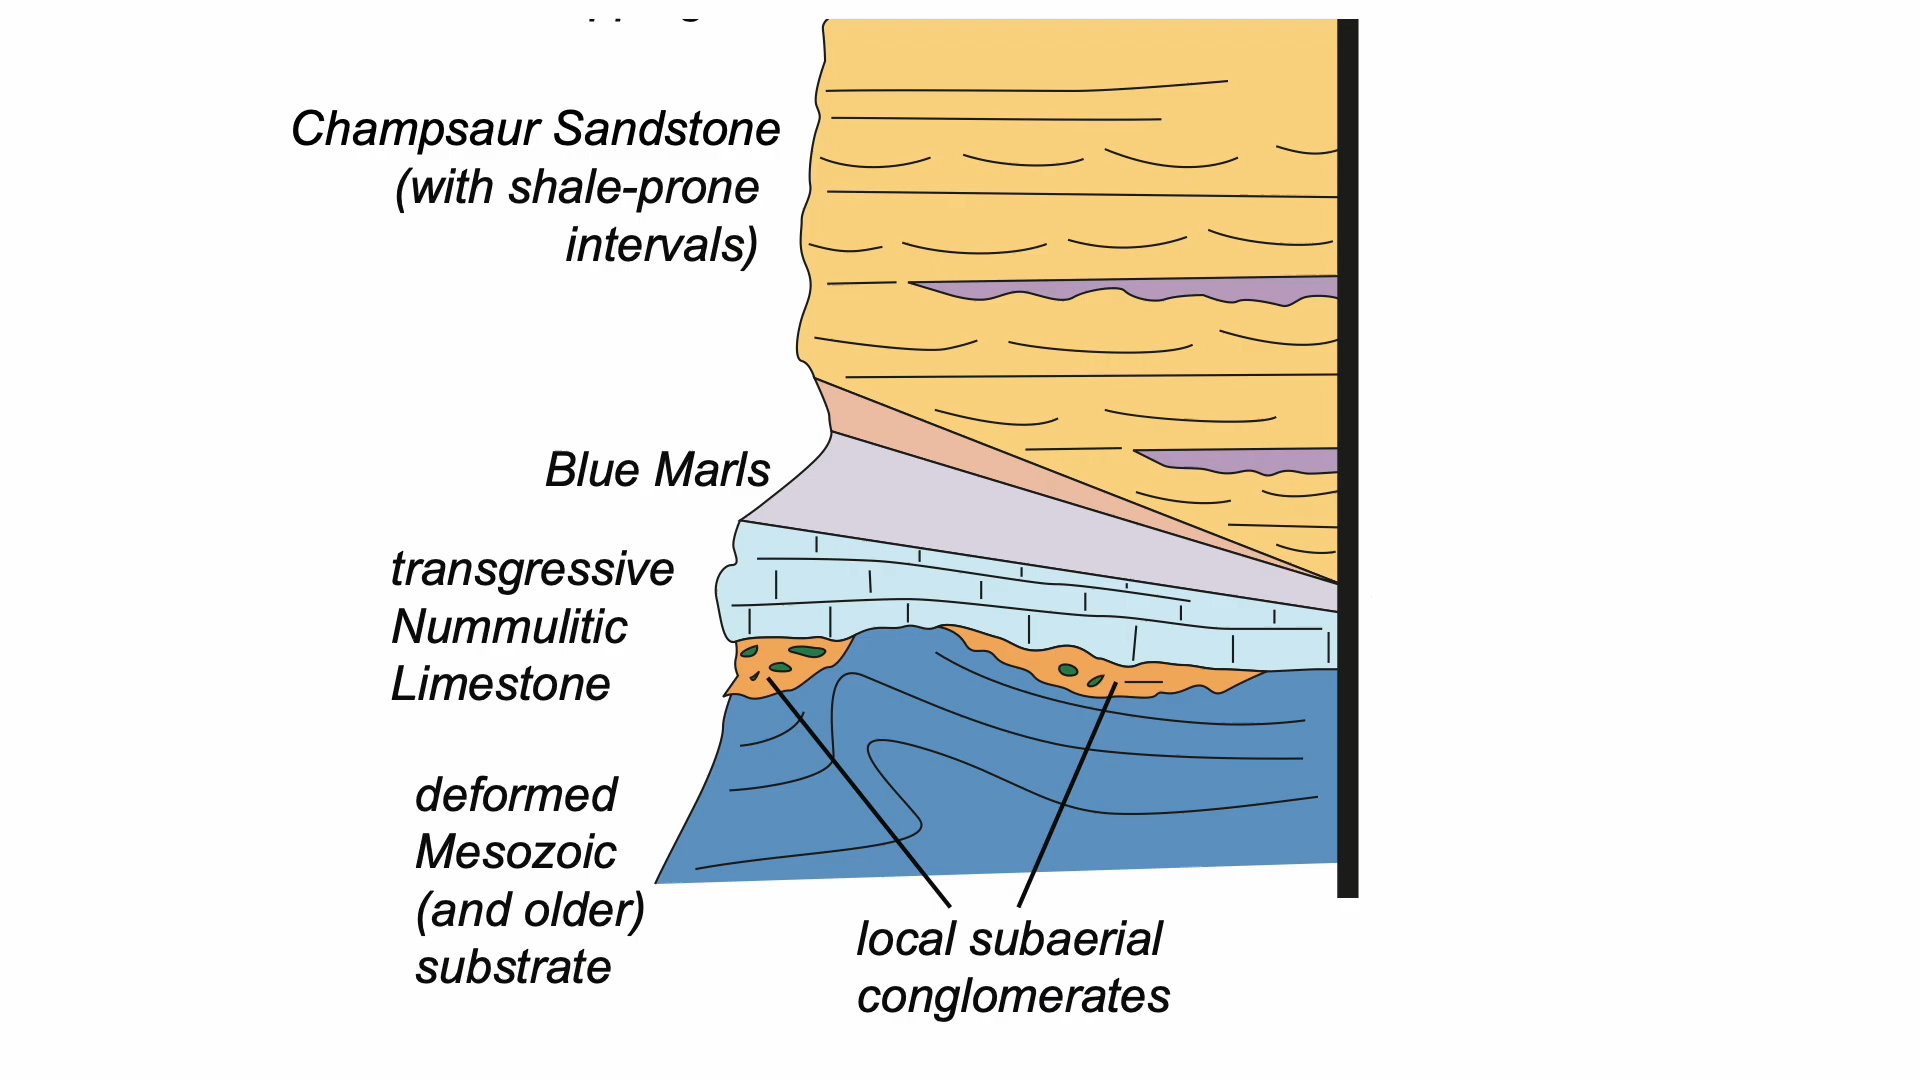 Champsaur Sandstone
(with shale-prone
intervals)
Blue Marls
transgressive
Nummulitic
Limestone
deformed
Mesozoic
(and older)
substrate
local subaerial
conglomerates